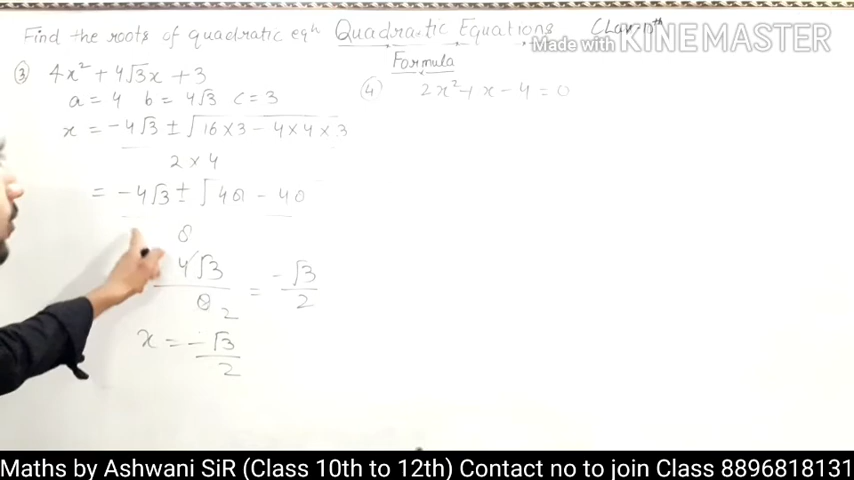 Find the roots of quadratic eqⁿ Quadratic Equations Class 10th
Made with KINEMASTER
Formula
③ 4x² + 4√3x + 3
a = 4 b = 4√3 c = 3
x = -4√3 ± √16×3 - 4×4×3
2 × 4
= -4√3 ± √48 - 48
8
4√3
8 2
= -√3
2
x = -√3
2
④ 2x² + x - 4 = 0
Maths by Ashwani SiR (Class 10th to 12th) Contact no to join Class 8896818131